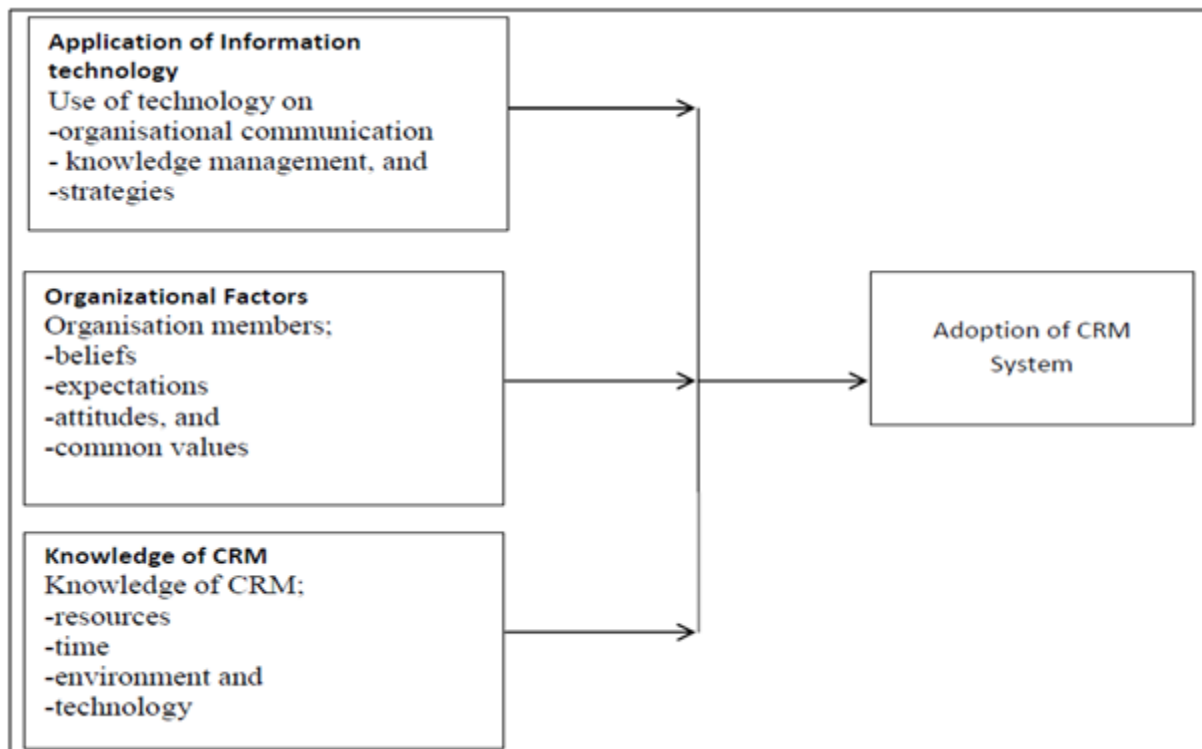 Application of Information
technology
Use of technology on
-organisational communication
- knowledge management, and
-strategies
Organizational Factors
Organisation members;
-beliefs
-expectations
-attitudes, and
-common values
Knowledge of CRM
Knowledge of CRM;
-resources
-time
-environment and
-technology
Adoption of CRM
System